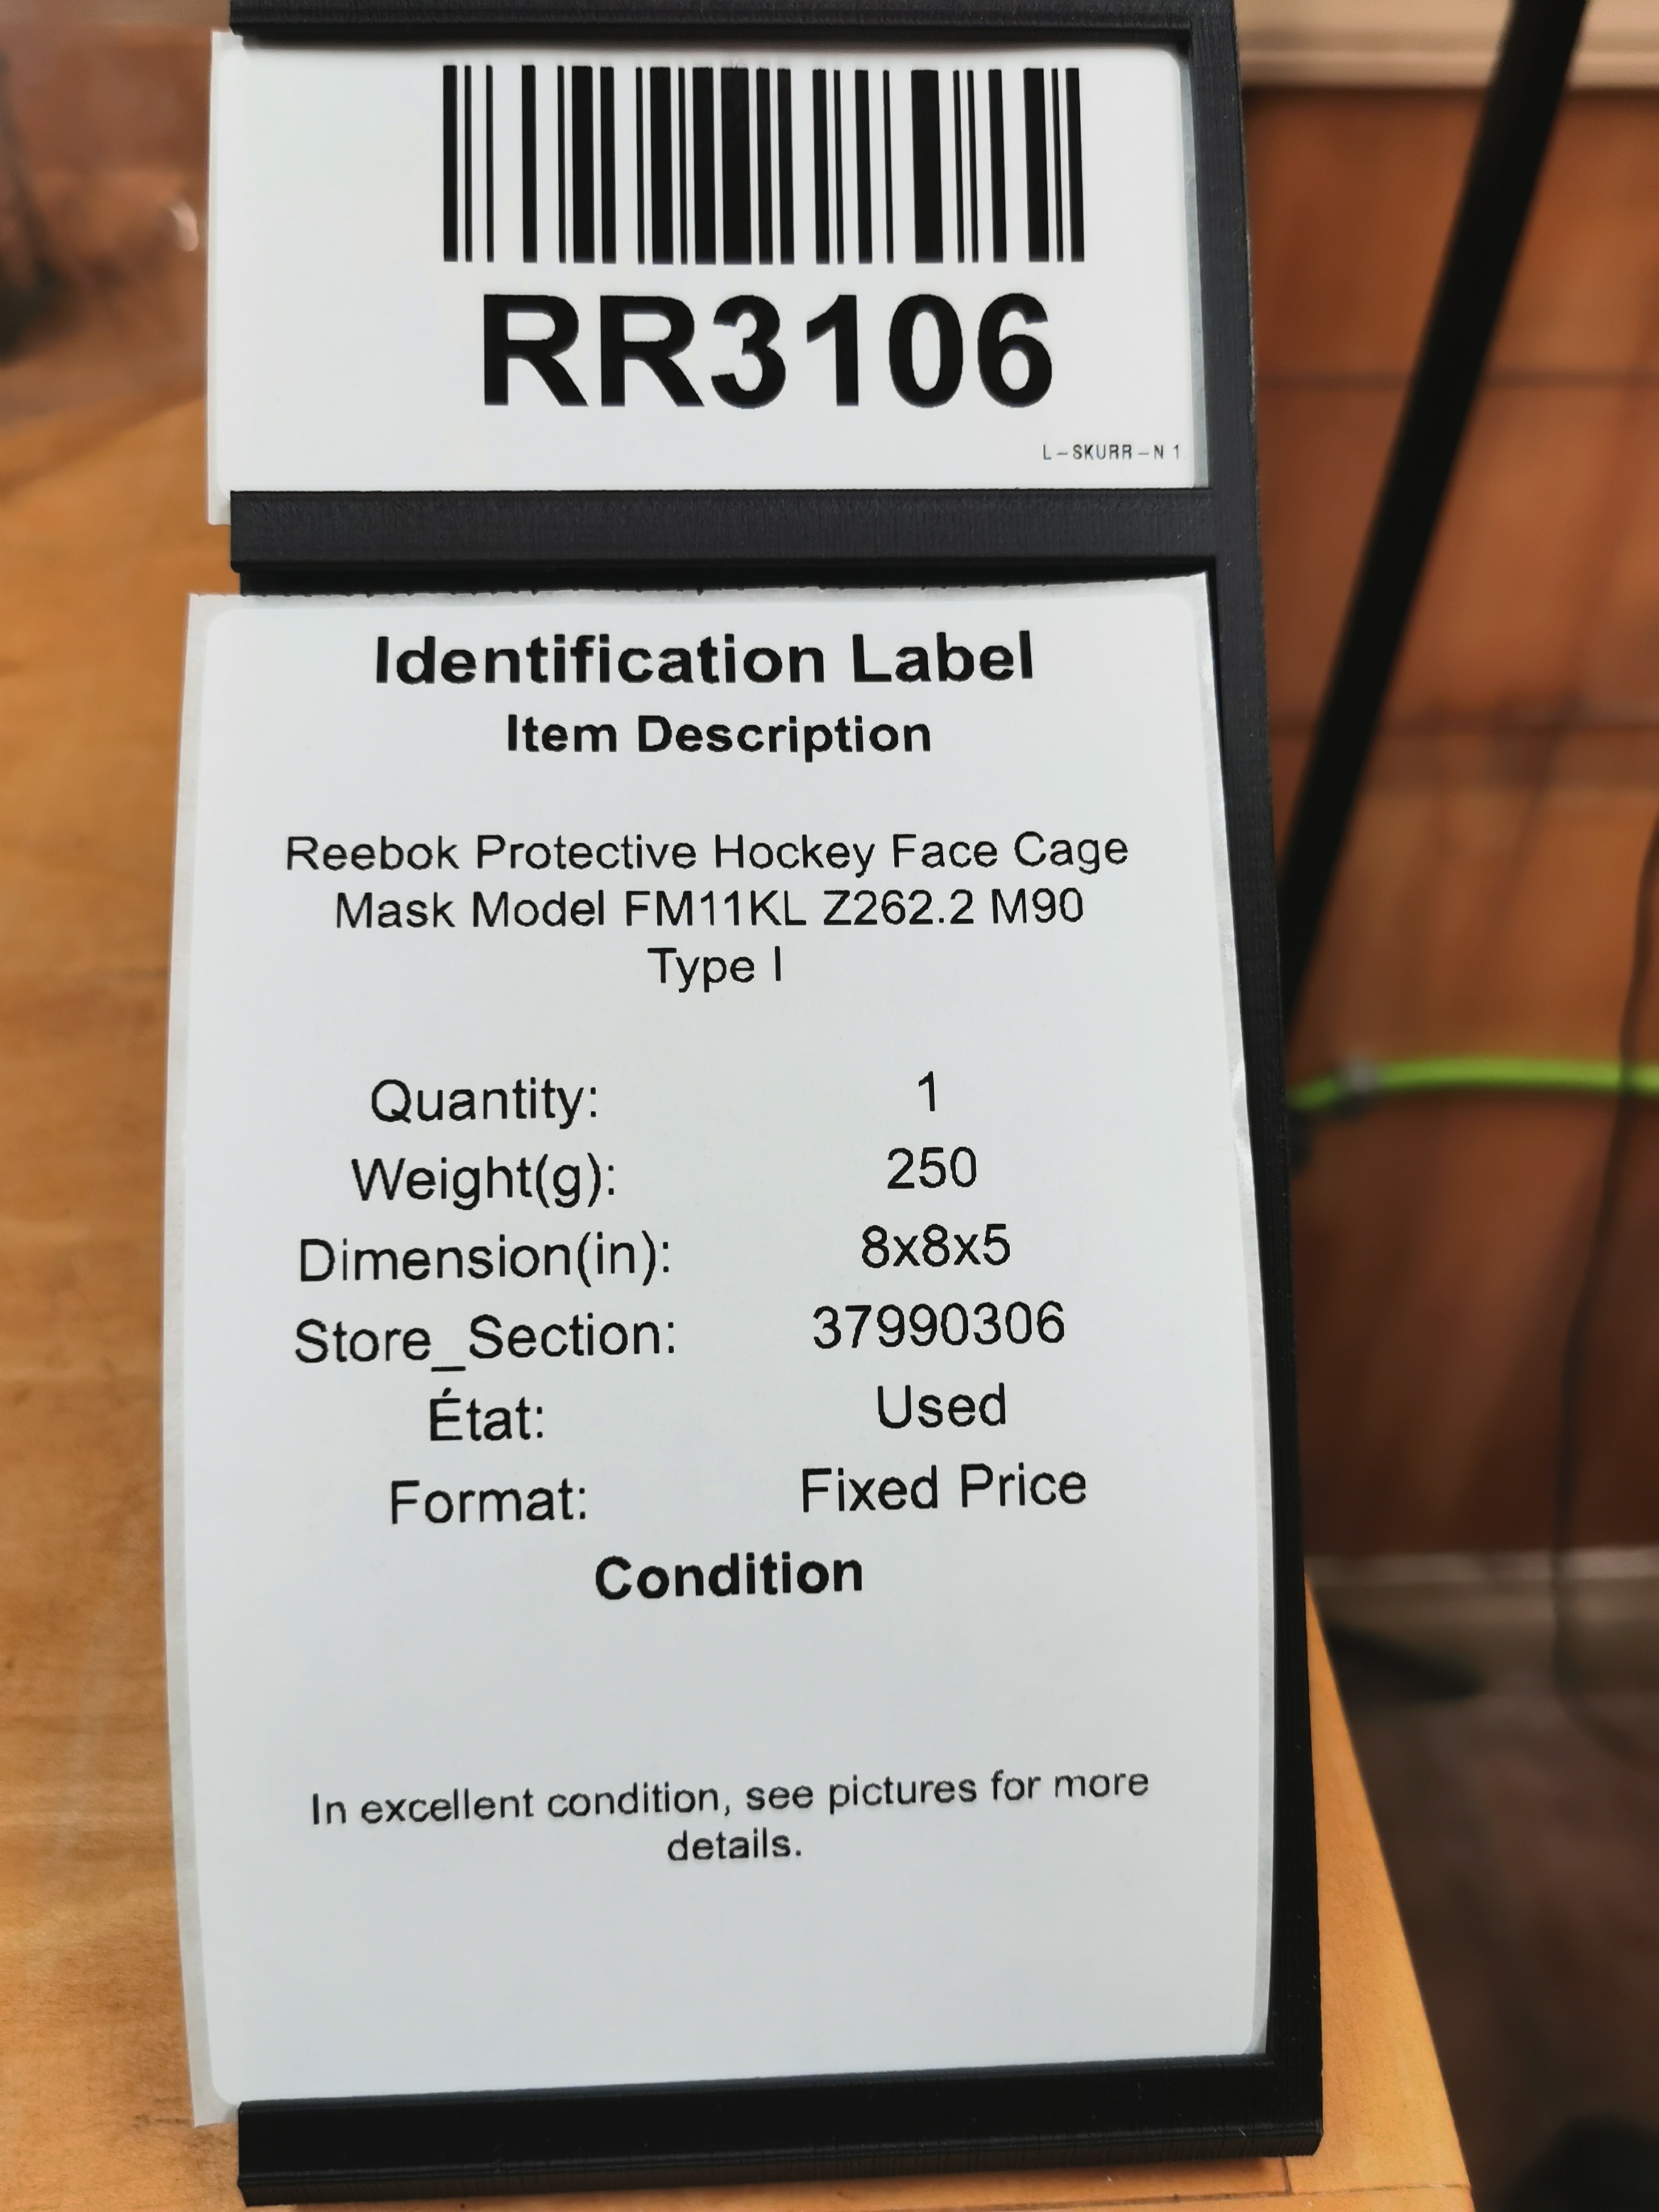 RR3106
L-SKURR-N 1
Identification Label
Item Description
Reebok Protective Hockey Face Cage
Mask Model FM11KL Z262.2 M90
Type I
Quantity: 1
Weight(g): 250
Dimension(in): 8x8x5
Store_Section: 37990306
État: Used
Format: Fixed Price
Condition
In excellent condition, see pictures for more
details.